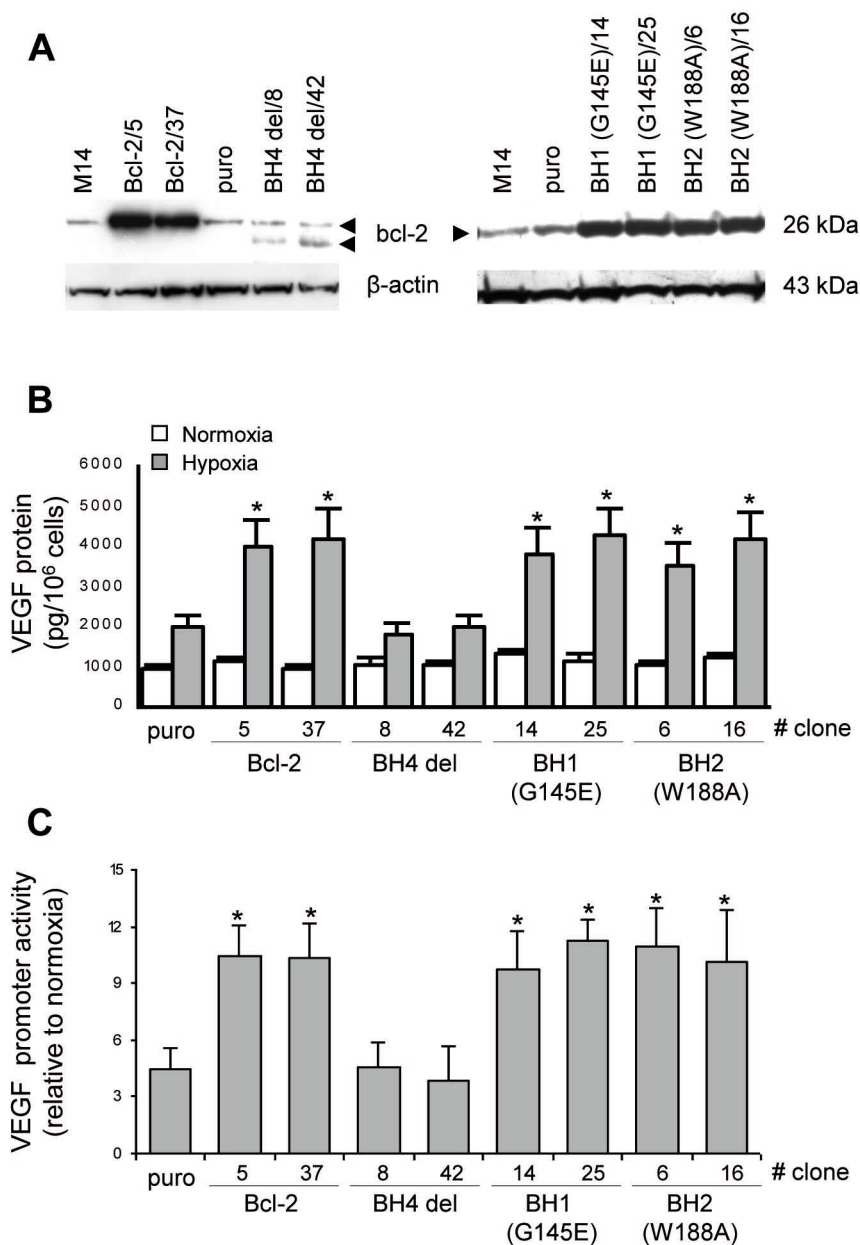 A
M14
Bcl-2/5
Bcl-2/37
puro
BH4 del/8
BH4 del/42
M14
puro
BH1 (G145E)/14
BH1 (G145E)/25
BH2 (W188A)/6
BH2 (W188A)/16
bcl-2
26 kDa
β-actin
43 kDa
B
Normoxia
Hypoxia
VEGF protein
(pg/10⁶ cells)
6000
5000
4000
3000
2000
1000
0
* * * * * *
puro 5 37 8 42 14 25 6 16 # clone
Bcl-2 BH4 del BH1 BH2
(G145E) (W188A)
C
VEGF promoter activity
(relative to normoxia)
15
12
9
6
3
0
* * * * * *
puro 5 37 8 42 14 25 6 16 # clone
Bcl-2 BH4 del BH1 BH2
(G145E) (W188A)